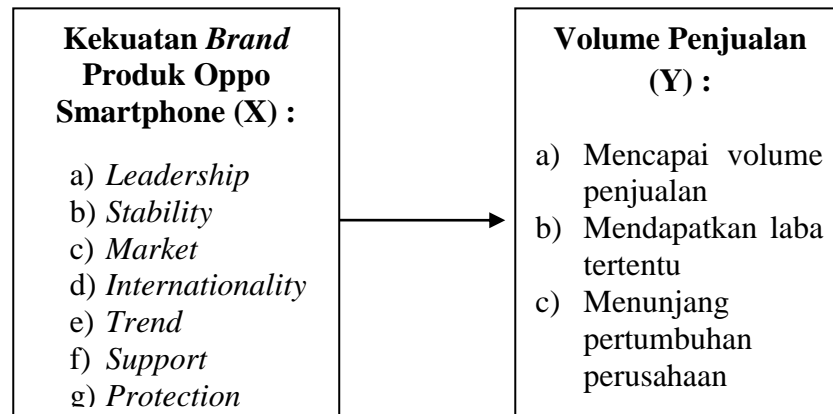 Kekuatan Brand
Produk Oppo
Smartphone (X) :
a) Leadership
b) Stability
c) Market
d) Internationality
e) Trend
f) Support
g) Protection
Volume Penjualan
(Y) :
a) Mencapai volume
penjualan
b) Mendapatkan laba
tertentu
c) Menunjang
pertumbuhan
perusahaan